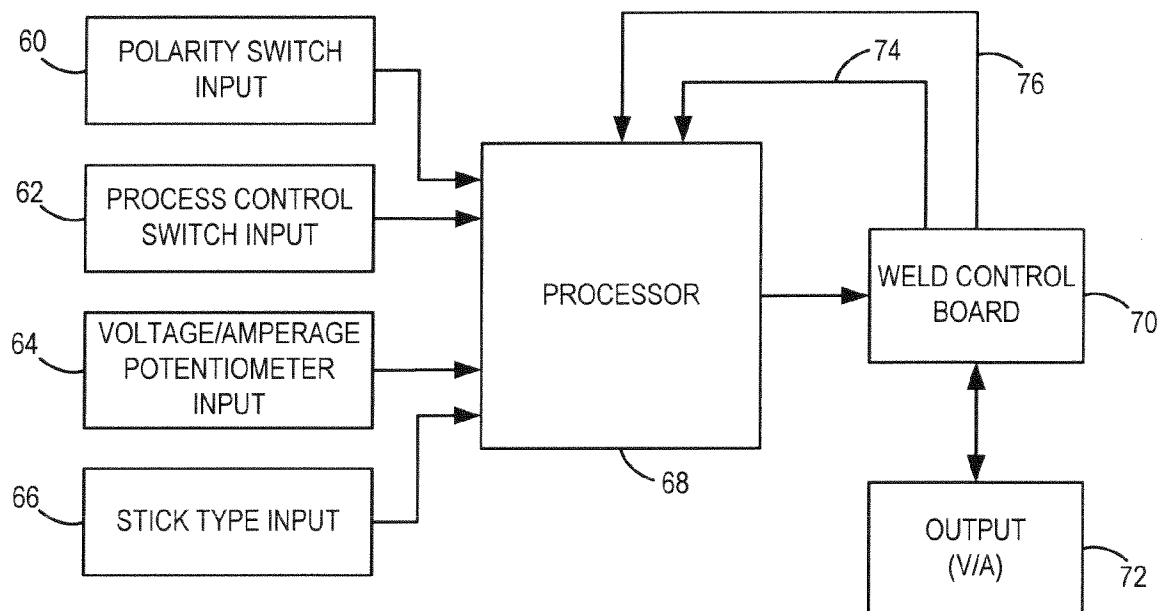 60
POLARITY SWITCH
INPUT
62
PROCESS CONTROL
SWITCH INPUT
64
VOLTAGE/AMPERAGE
POTENTIOMETER
INPUT
66
STICK TYPE INPUT
PROCESSOR
68
74
76
WELD CONTROL
BOARD
70
OUTPUT
(V/A)
72